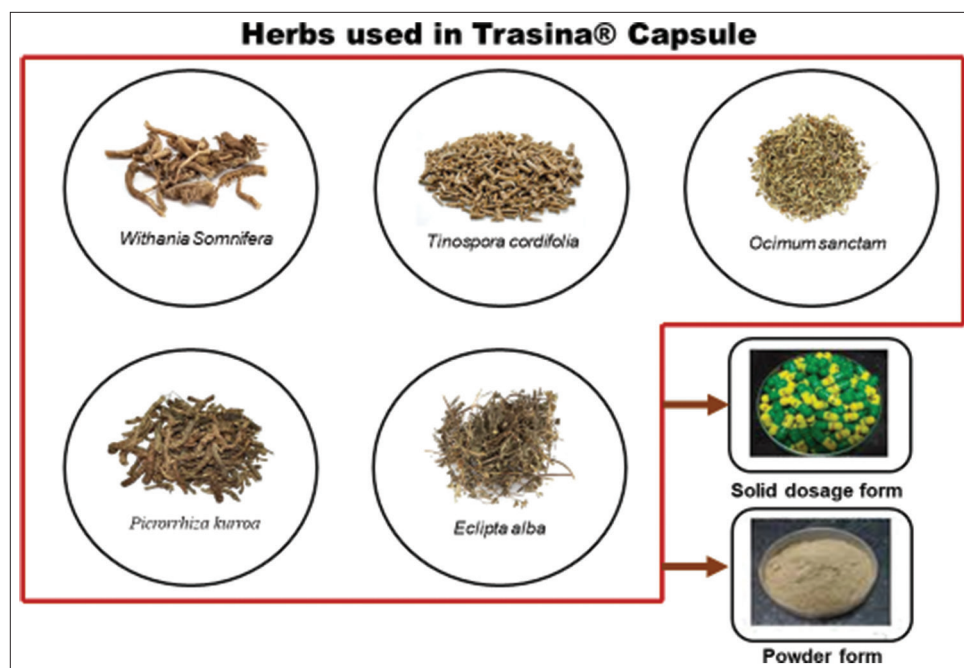 Herbs used in Trasina® Capsule
Withania Somnifera
Tinospora cordifolia
Ocimum sanctam
Picrorrhiza kurroa
Eclipta alba
Solid dosage form
Powder form